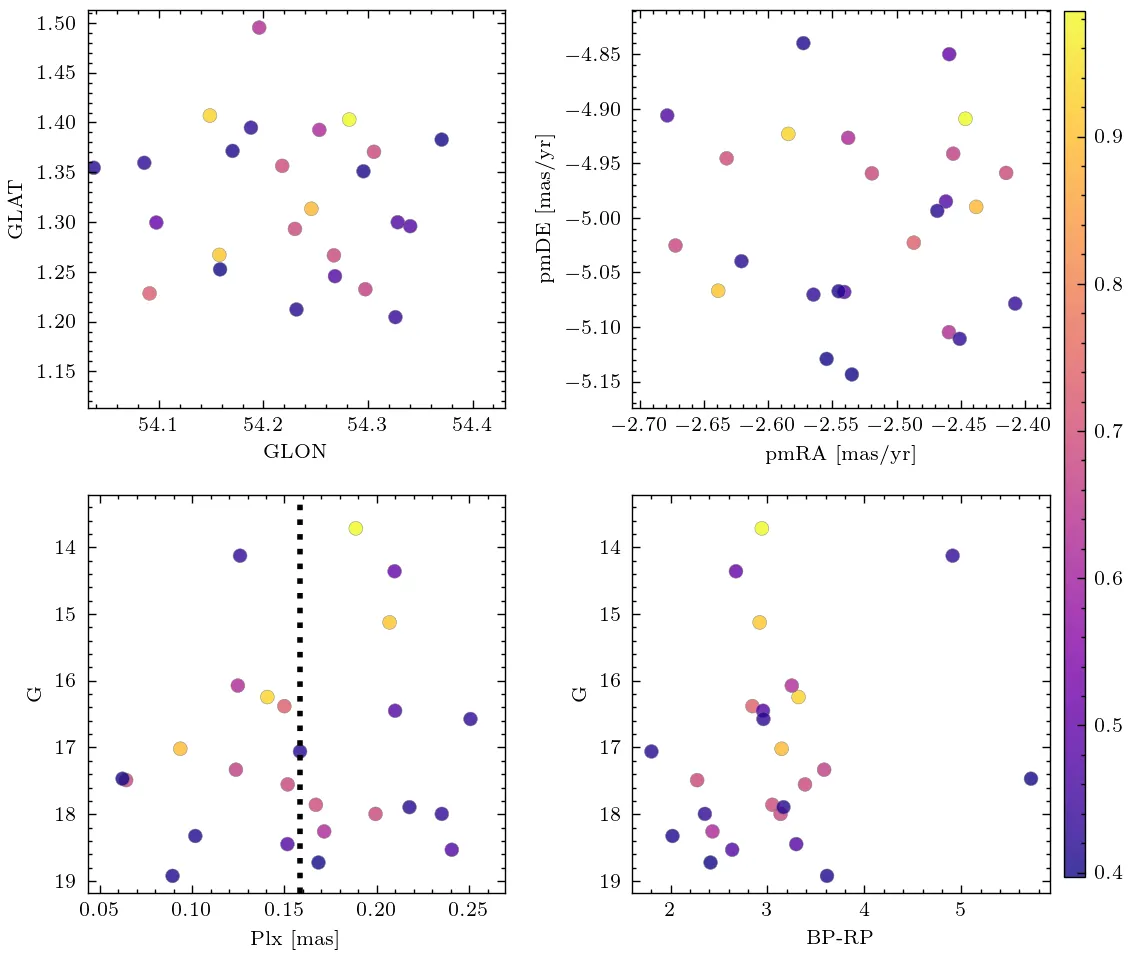 1.50
1.45
1.40
1.35
1.30
1.25
1.20
1.15
GLAT
54.1 54.2 54.3 54.4
GLON
−4.85
−4.90
−4.95
−5.00
−5.05
−5.10
−5.15
pmDE [mas/yr]
−2.70 −2.65 −2.60 −2.55 −2.50 −2.45 −2.40
pmRA [mas/yr]
14
15
16
17
18
19
G
0.05 0.10 0.15 0.20 0.25
Plx [mas]
14
15
16
17
18
19
G
2 3 4 5
BP-RP
0.9
0.8
0.7
0.6
0.5
0.4